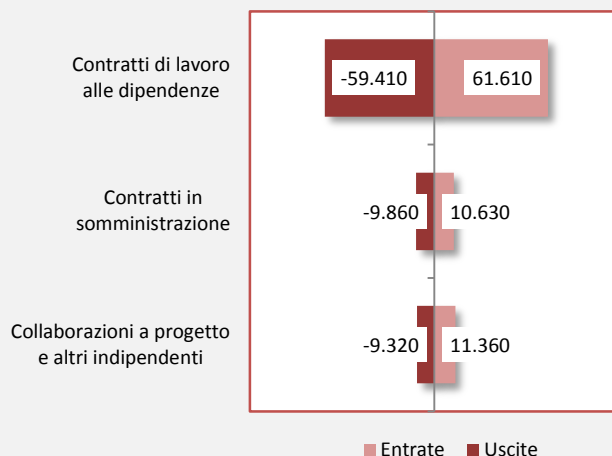 Contratti di lavoro
alle dipendenze
-59.410
61.610
Contratti in
somministrazione
-9.860
10.630
Collaborazioni a progetto
e altri indipendenti
-9.320
11.360
Entrate
Uscite